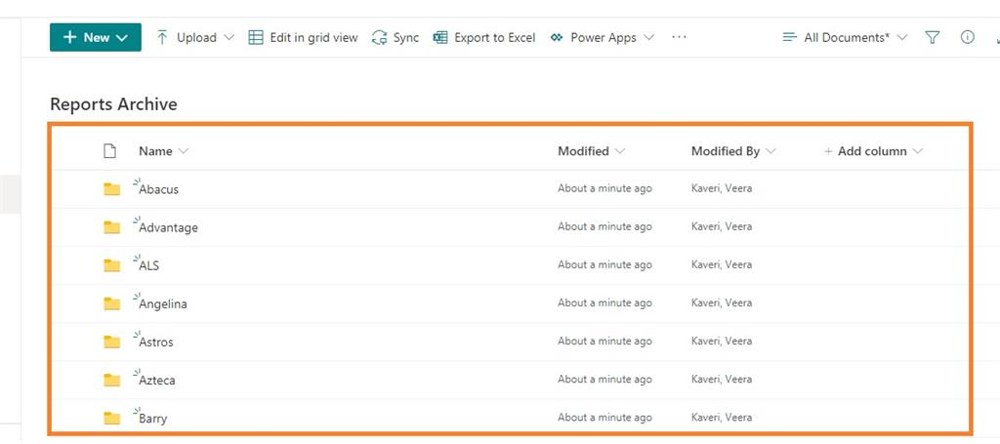 New Upload Edit in grid view Sync Export to Excel Power Apps ... All Documents*
Reports Archive
Name Modified Modified By + Add column
Abacus About a minute ago Kaveri, Veera
Advantage About a minute ago Kaveri, Veera
ALS About a minute ago Kaveri, Veera
Angelina About a minute ago Kaveri, Veera
Astros About a minute ago Kaveri, Veera
Azteca About a minute ago Kaveri, Veera
Barry About a minute ago Kaveri, Veera